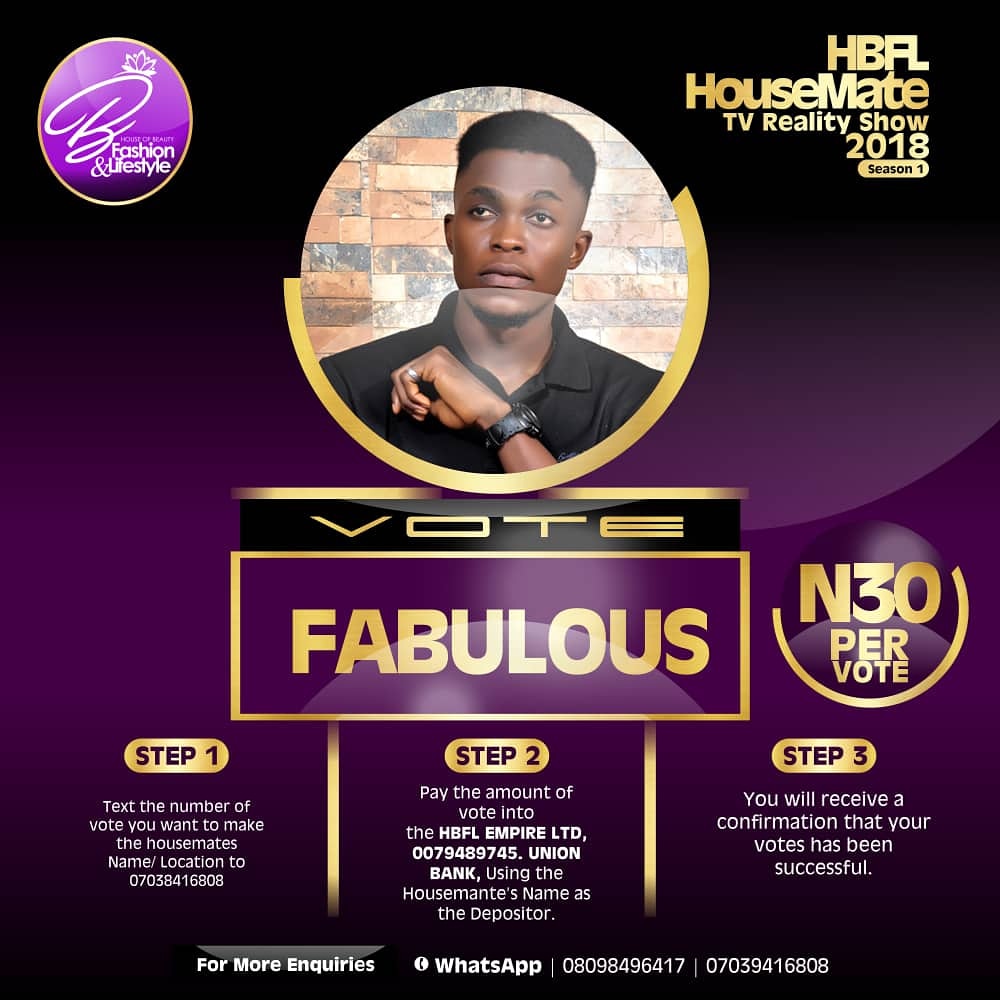 HOUSE OF BEAUTY
Fashion
&Lifestyle
HBFL
HouseMate
TV Reality Show
2018
Season 1
VOTE
FABULOUS
N30
PER
VOTE
STEP 1
Text the number of
vote you want to make
the housemates
Name/ Location to
07038416808
STEP 2
Pay the amount of
vote into
the HBFL EMPIRE LTD,
0079489745. UNION
BANK, Using the
Housemante's Name as
the Depositor.
STEP 3
You will receive a
confirmation that your
votes has been
successful.
For More Enquiries
WhatsApp | 08098496417 | 07039416808